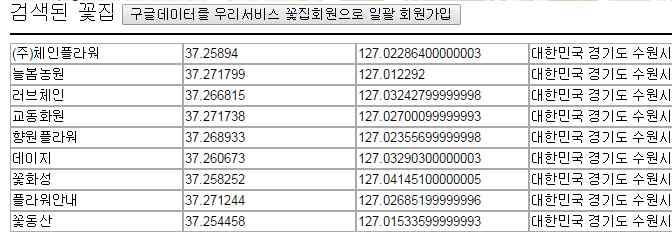 검색된 꽃집 구글데이터를 우리서비스 꽃집회원으로 일괄 회원가입
(주)체인플라워 37.25894 127.02286400000003 대한민국 경기도 수원시
늘봄농원 37.271799 127.012292 대한민국 경기도 수원시
러브체인 37.266815 127.03242799999998 대한민국 경기도 수원시
교동화원 37.271738 127.02700099999993 대한민국 경기도 수원시
향원플라워 37.268933 127.02355699999998 대한민국 경기도 수원시
데이지 37.260673 127.03290300000003 대한민국 경기도 수원시
꽃화성 37.258252 127.04145100000005 대한민국 경기도 수원시
플라워안내 37.271244 127.02685199999996 대한민국 경기도 수원시
꽃동산 37.254458 127.01533599999993 대한민국 경기도 수원시